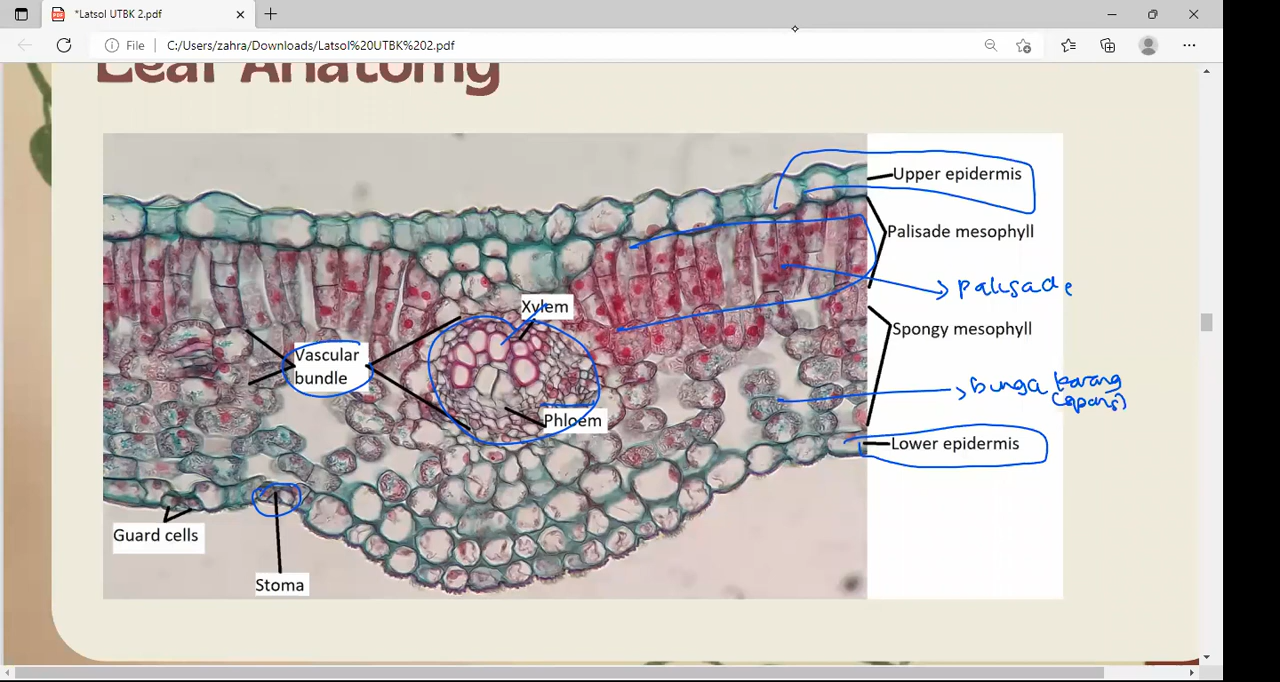 *Latsol UTBK 2.pdf
File
C:/Users/zahra/Downloads/Latsol%20UTBK%202.pdf
Leaf Anatomy
Upper epidermis
Palisade mesophyll
palisade
Xylem
Spongy mesophyll
Vascular
bundle
bunga karang
(spons)
Phloem
Lower epidermis
Guard cells
Stoma